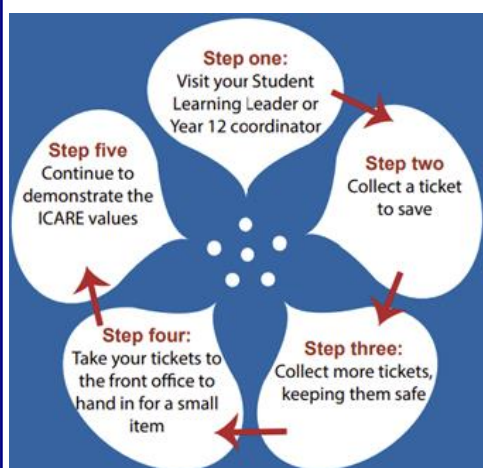 Step one:
Visit your Student
Learning Leader or
Year 12 coordinator
Step two
Collect a ticket
to save
Step three:
Collect more tickets,
keeping them safe
Step four:
Take your tickets to
the front office to
hand in for a small
item
Step five
Continue to
demonstrate the
ICARE values